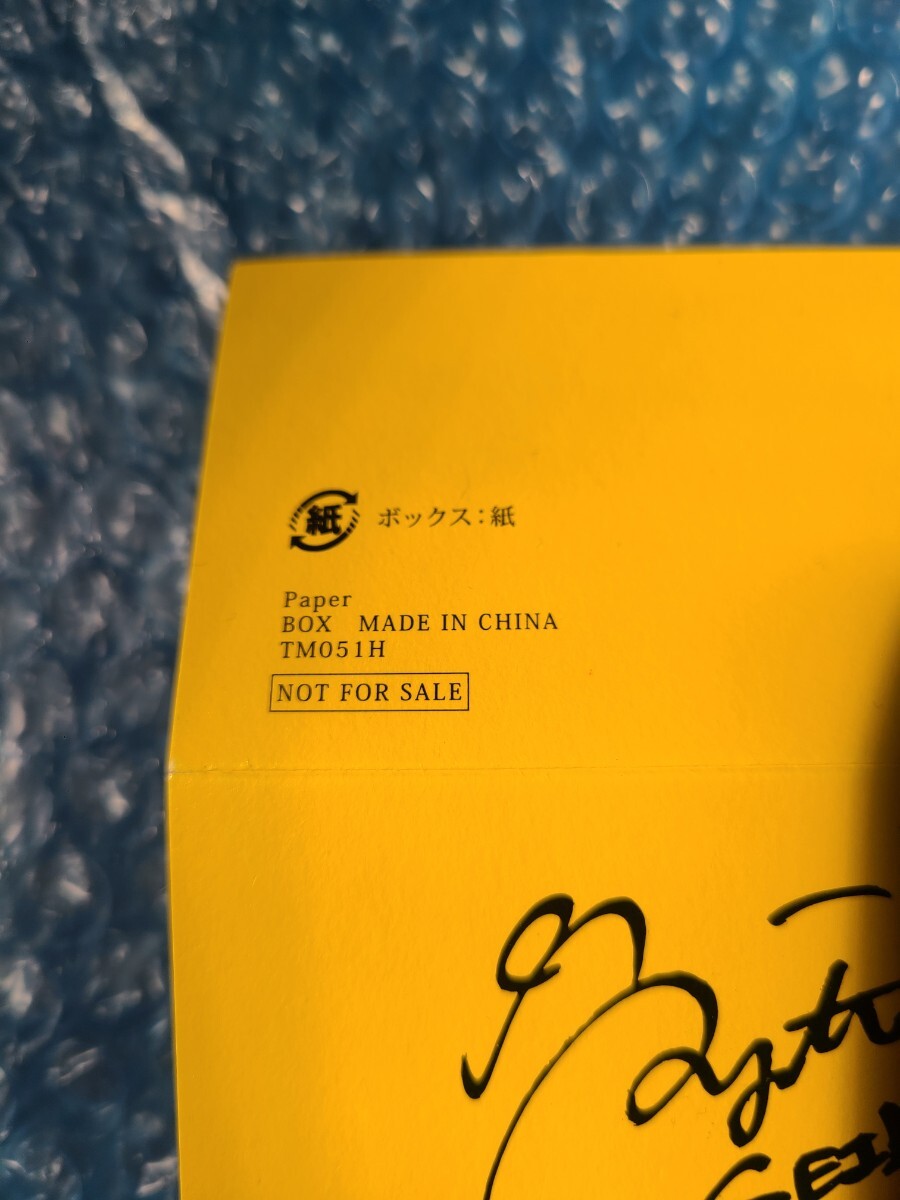 紙 ボックス：紙
Paper
BOX MADE IN CHINA
TM051H
NOT FOR SALE